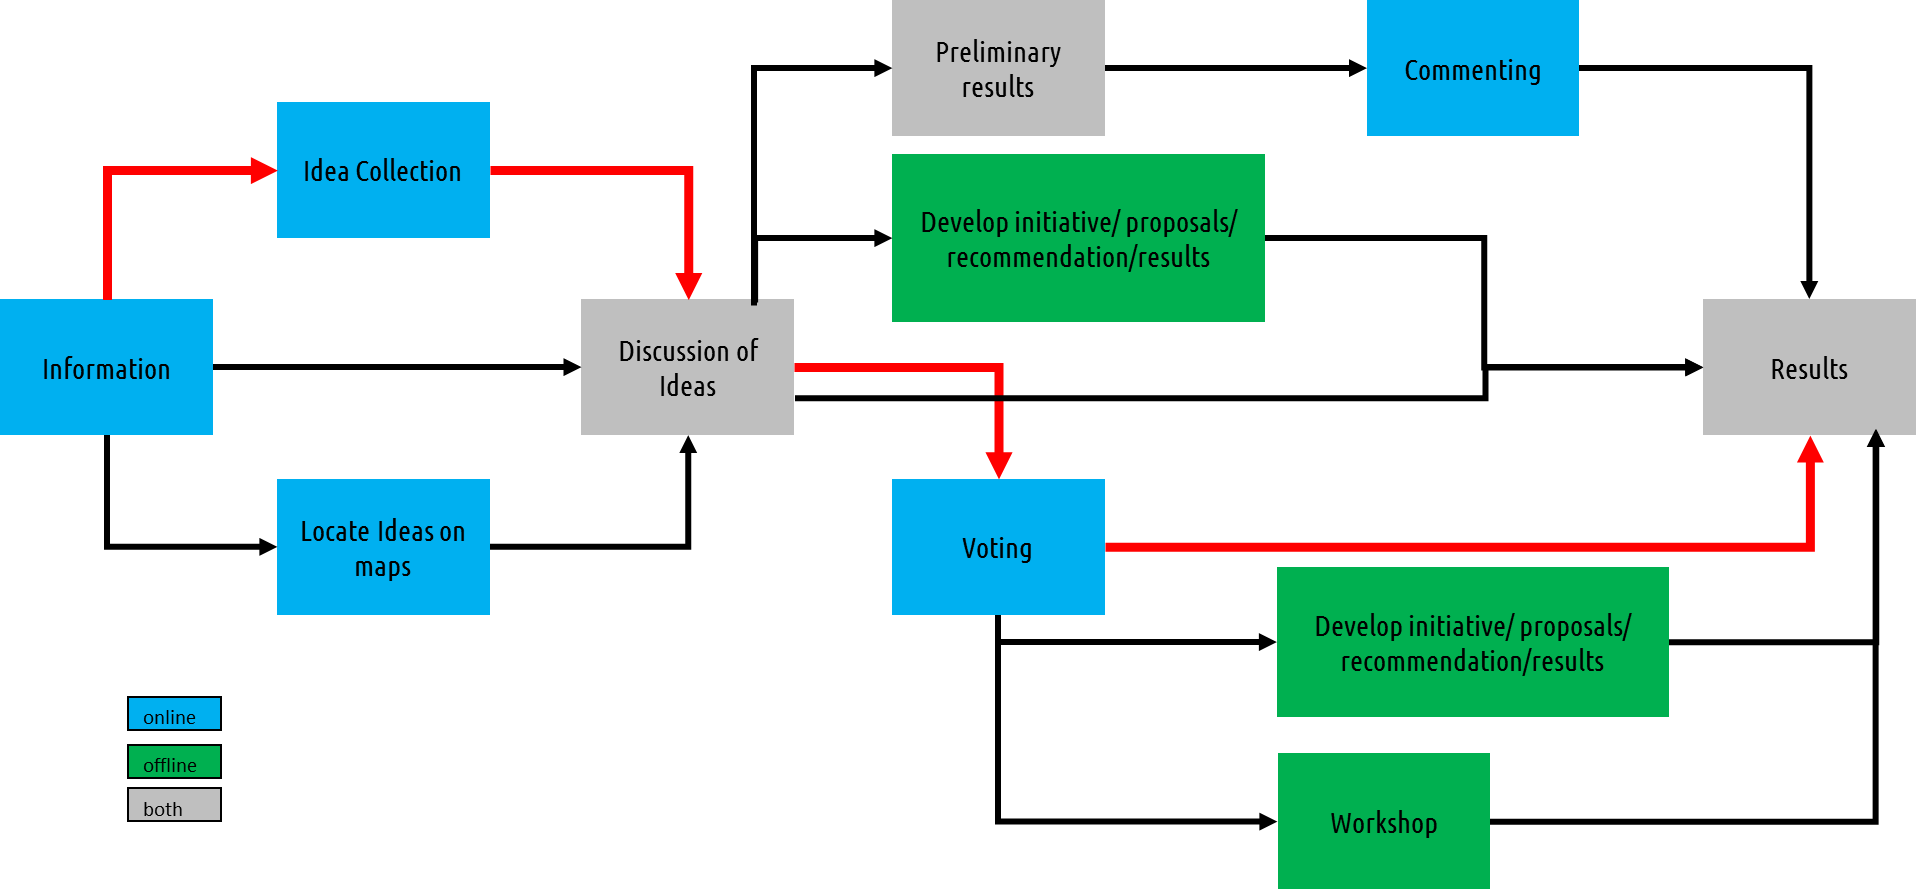 Preliminary
results
Commenting
Idea Collection
Develop initiative/ proposals/
recommendation/results
Information
Discussion of
Ideas
Results
Locate Ideas on
maps
Voting
Develop initiative/ proposals/
recommendation/results
Workshop
online
offline
both